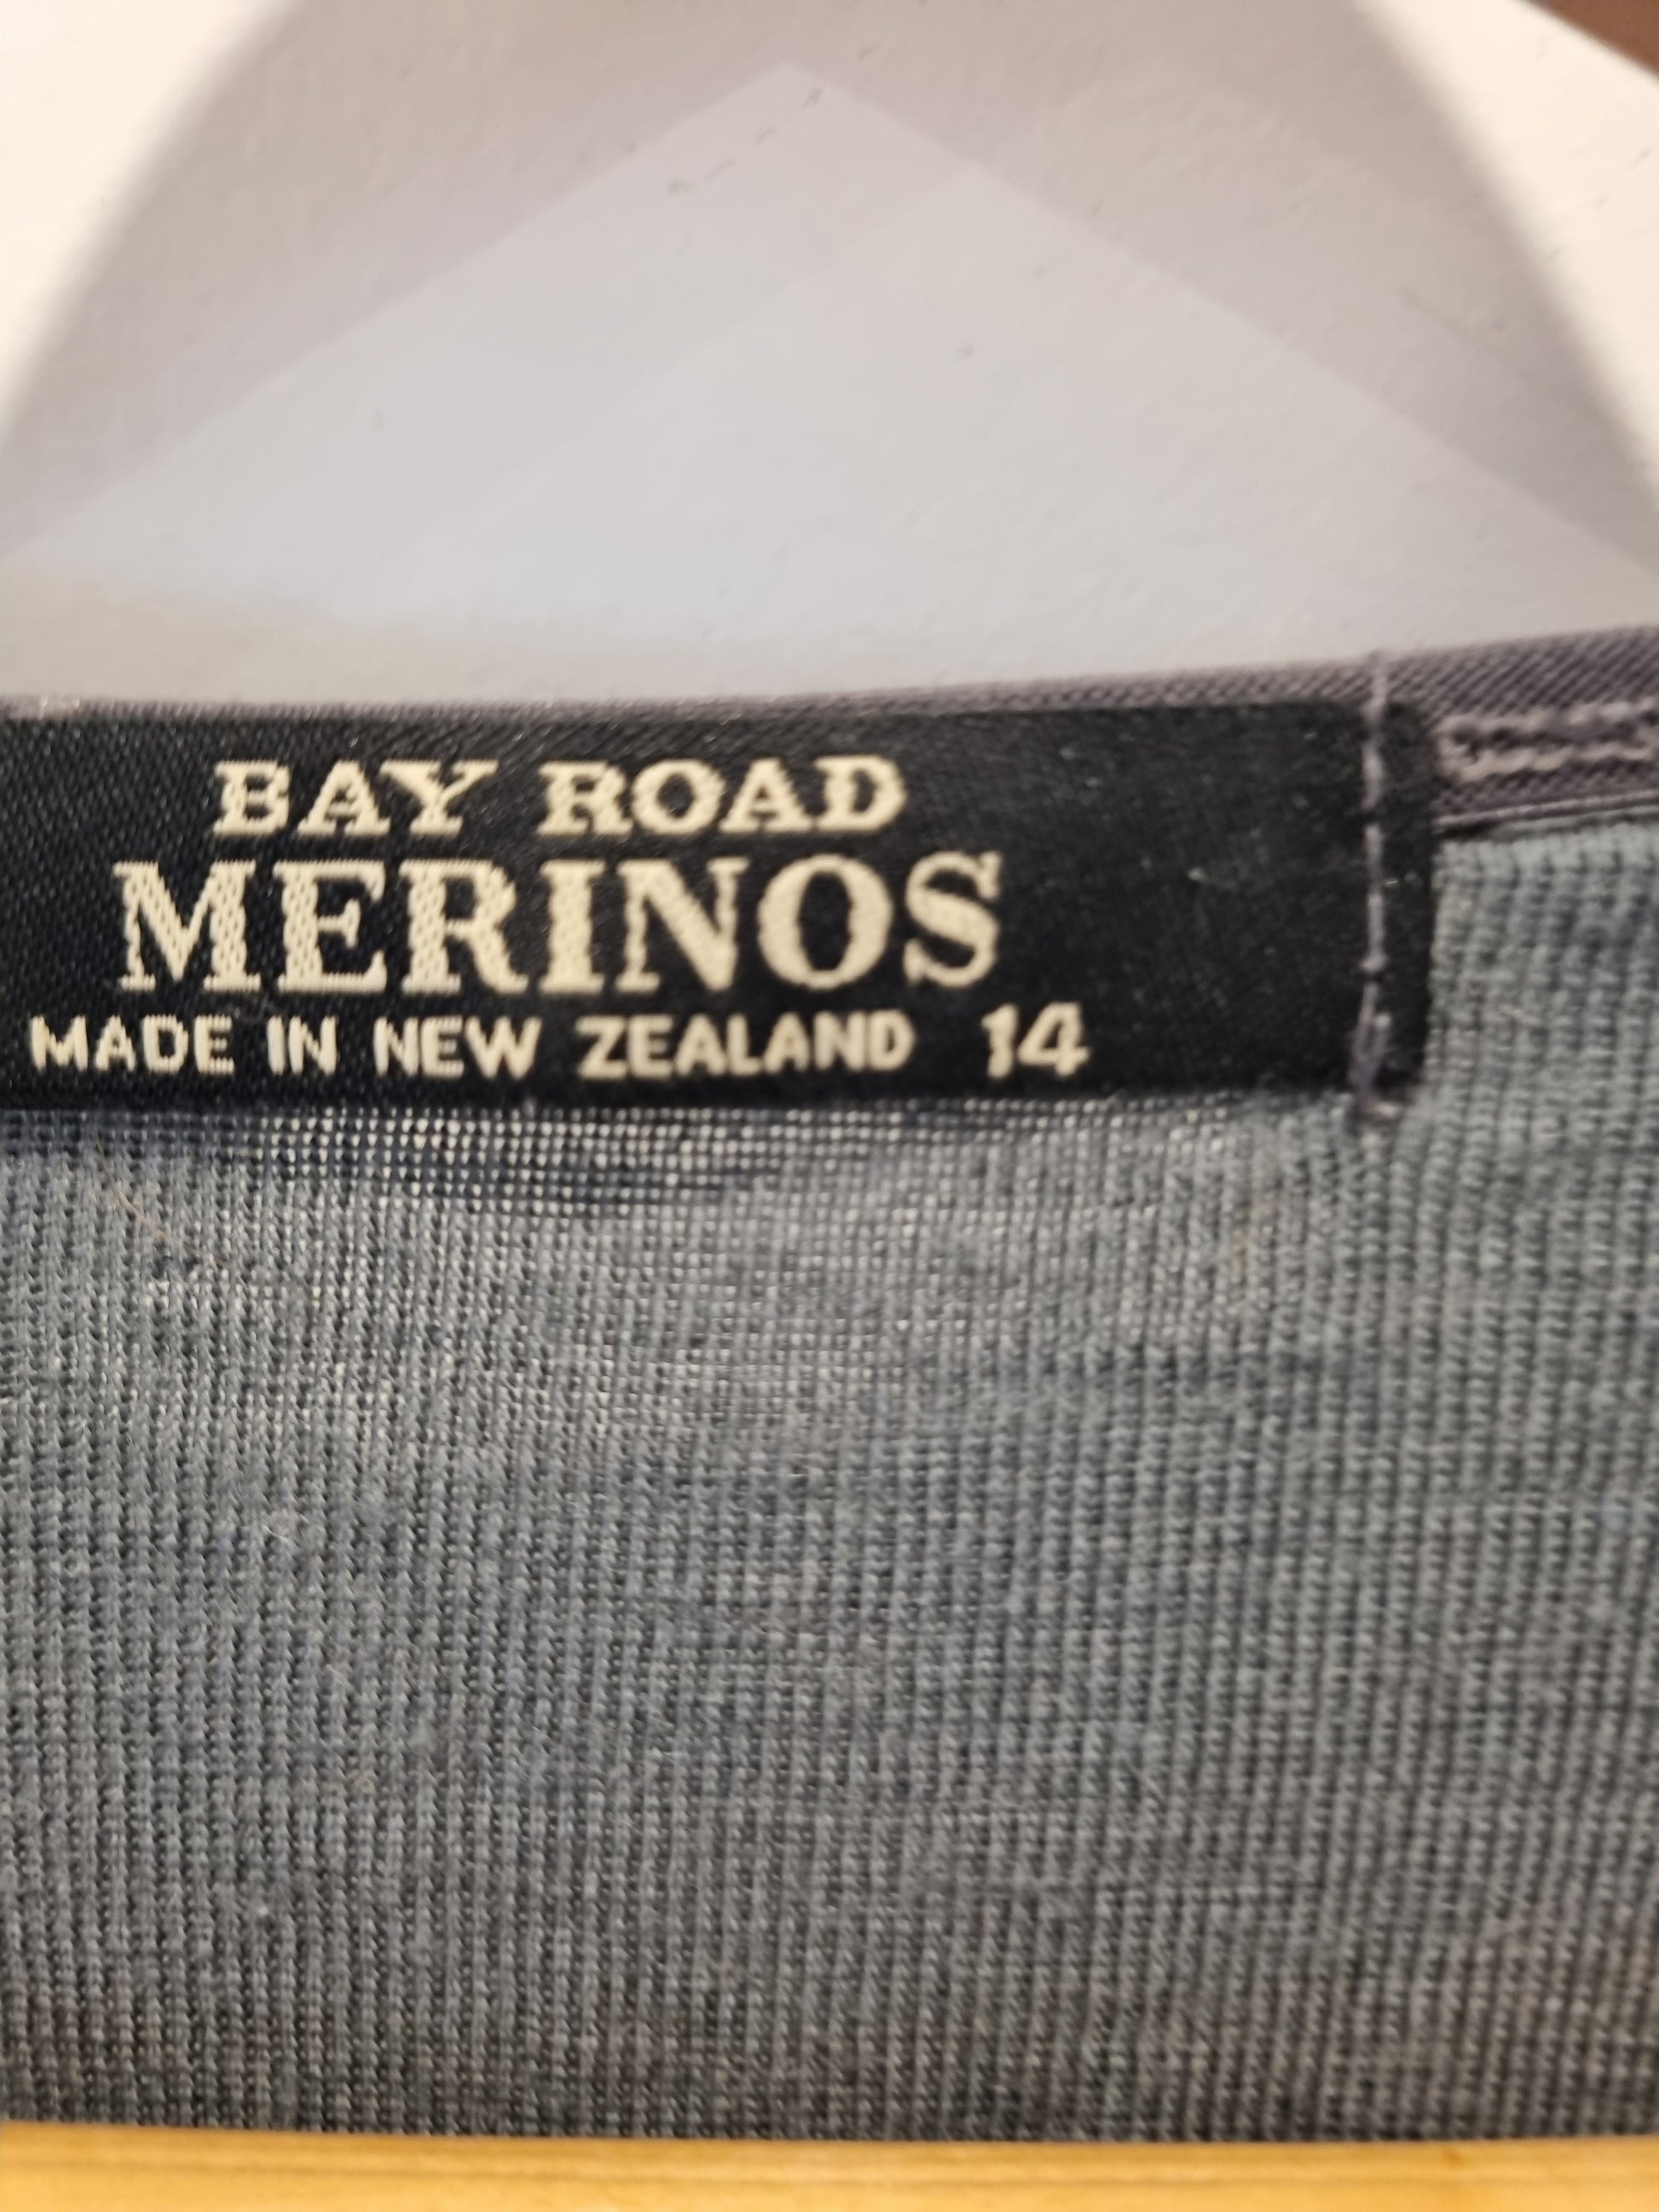 BAY ROAD
MERINOS
MADE IN NEW ZEALAND 14